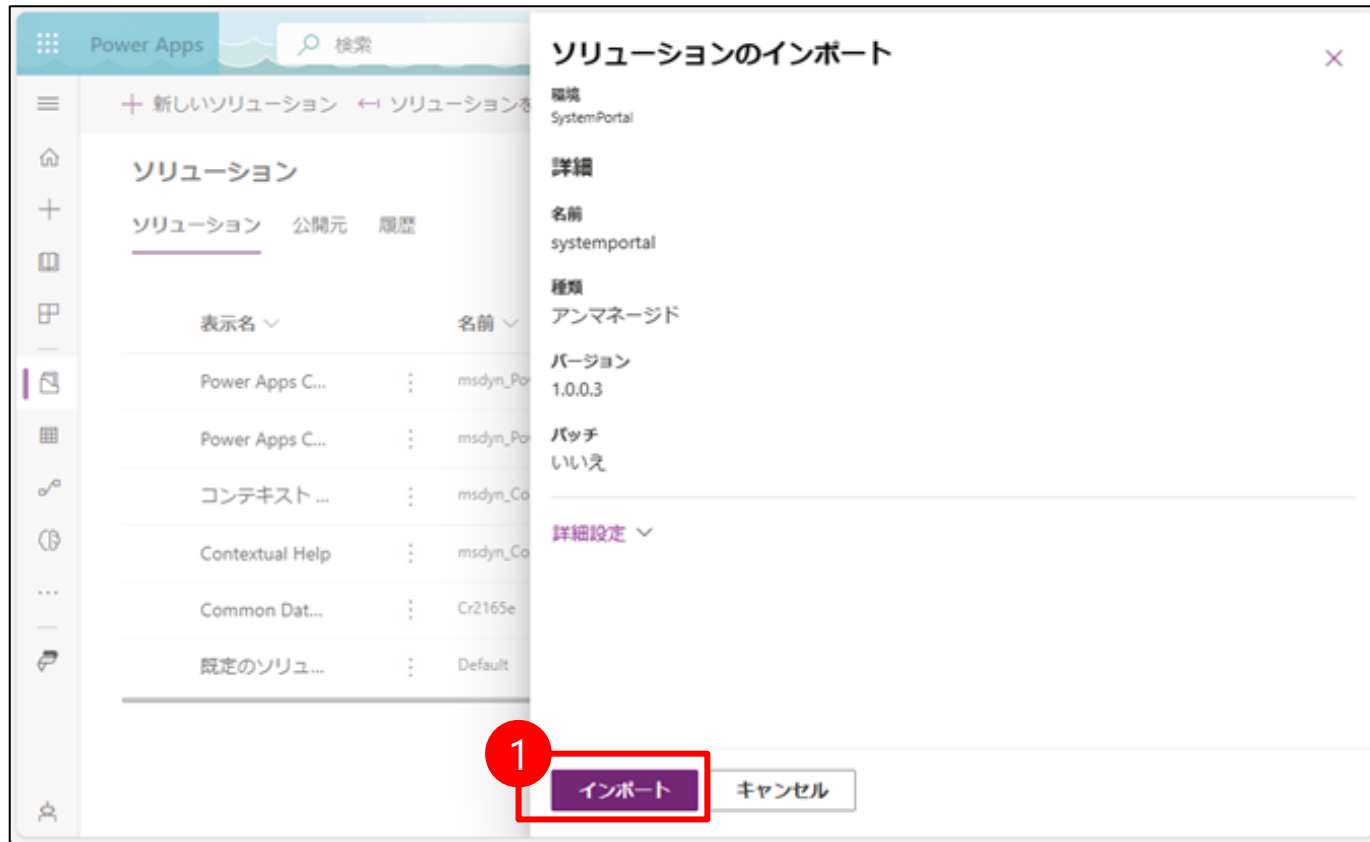 Power Apps
検索
新しいソリューション
ソリューションを
ソリューション
ソリューション 公開元 履歴
表示名 名前
Power Apps C... msdyn_Po
Power Apps C... msdyn_Po
コンテキスト ... msdyn_Co
Contextual Help msdyn_Co
Common Dat... Cr2165e
既定のソリュ... Default
ソリューションのインポート
環境
SystemPortal
詳細
名前
systemportal
種類
アンマネージド
バージョン
1.0.0.3
パッチ
いいえ
詳細設定
1
インポート キャンセル